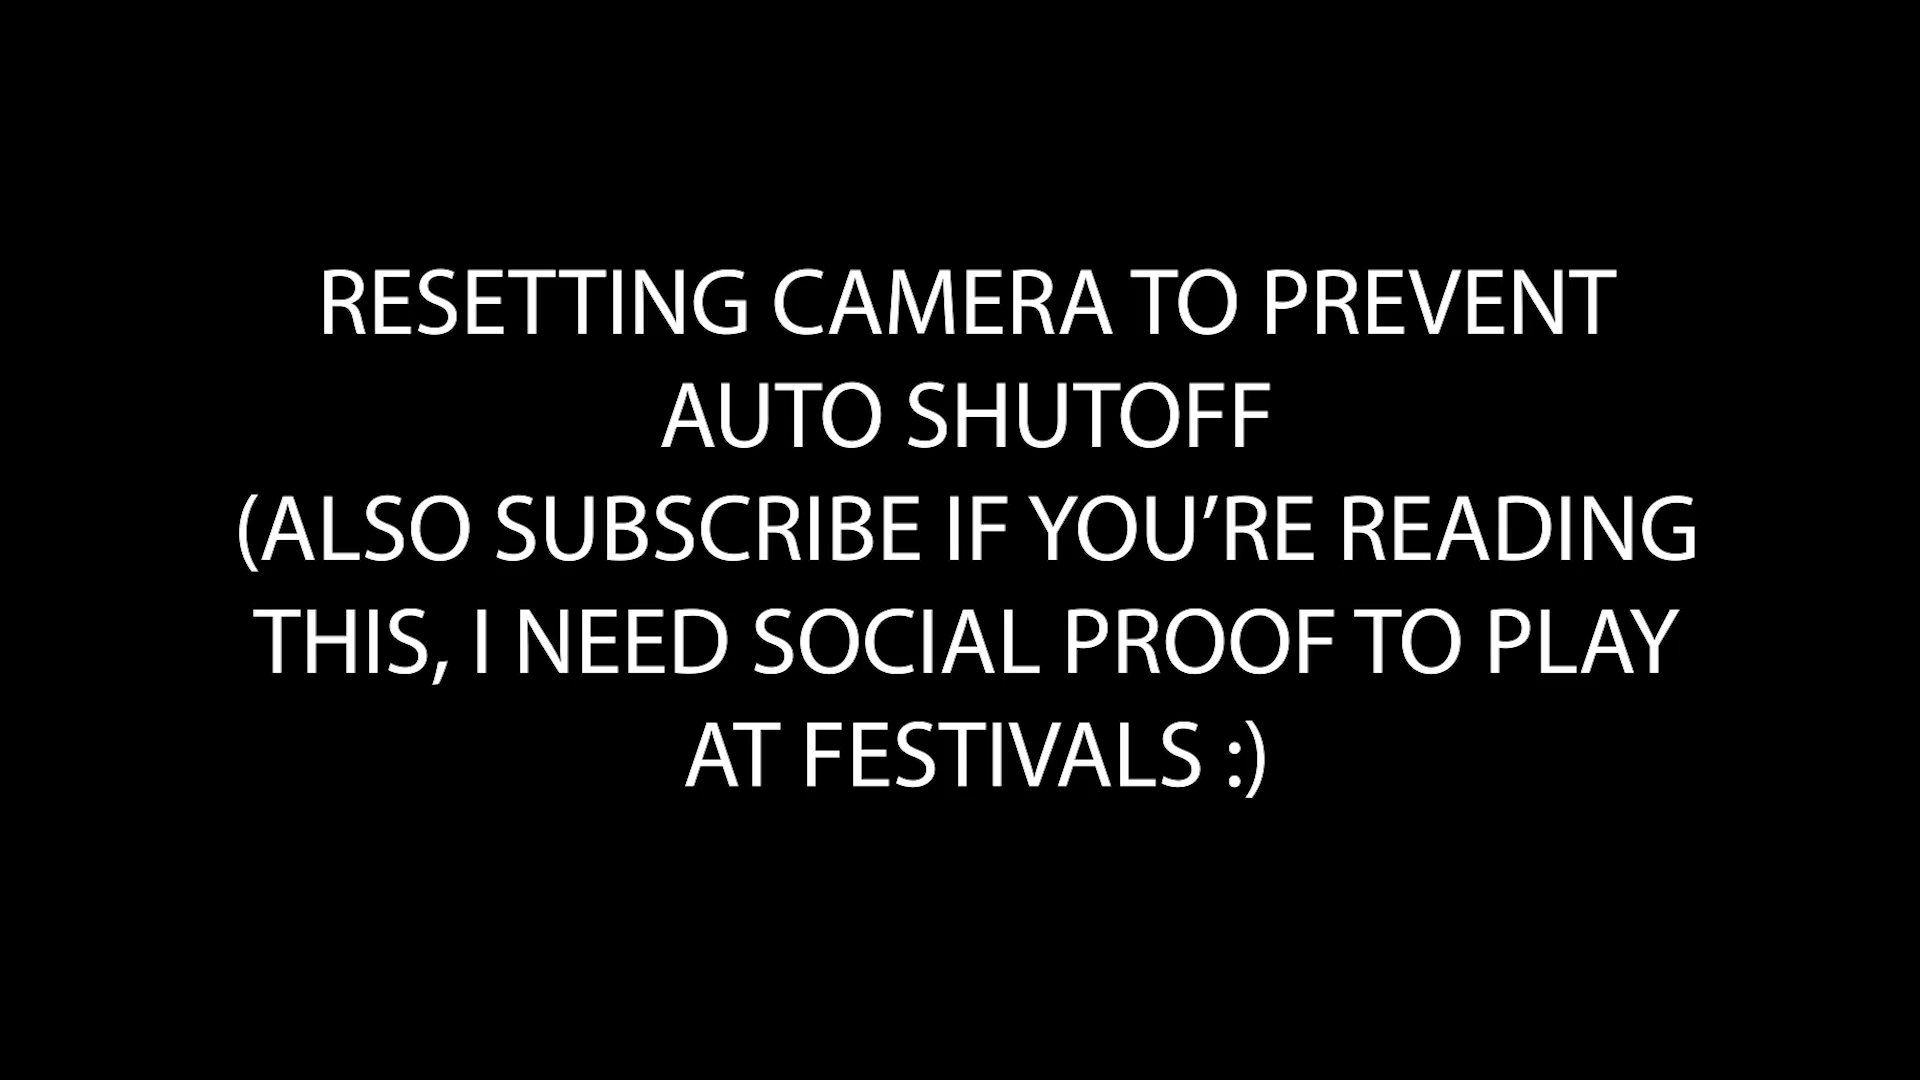 RESETTING CAMERA TO PREVENT
AUTO SHUTOFF
(ALSO SUBSCRIBE IF YOU’RE READING
THIS, I NEED SOCIAL PROOF TO PLAY
AT FESTIVALS :)